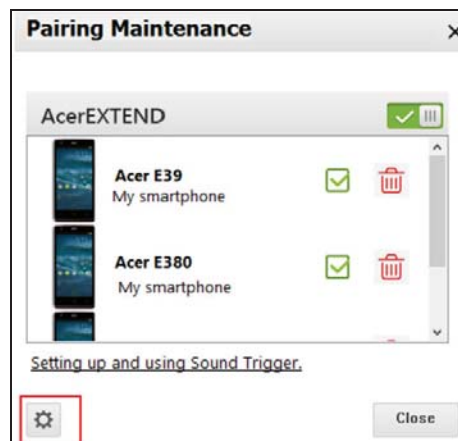 Pairing Maintenance
AcerEXTEND
Acer E39
My smartphone
Acer E380
My smartphone
Setting up and using Sound Trigger.
Close